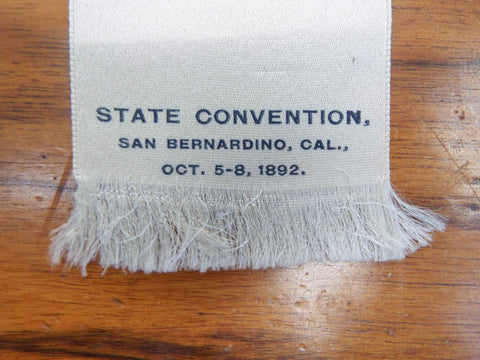 STATE CONVENTION,
SAN BERNARDINO, CAL.,
OCT. 5-8, 1892.